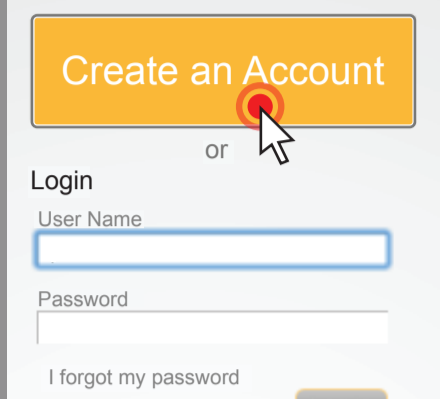 Create an Account
or
Login
User Name
Password
I forgot my password